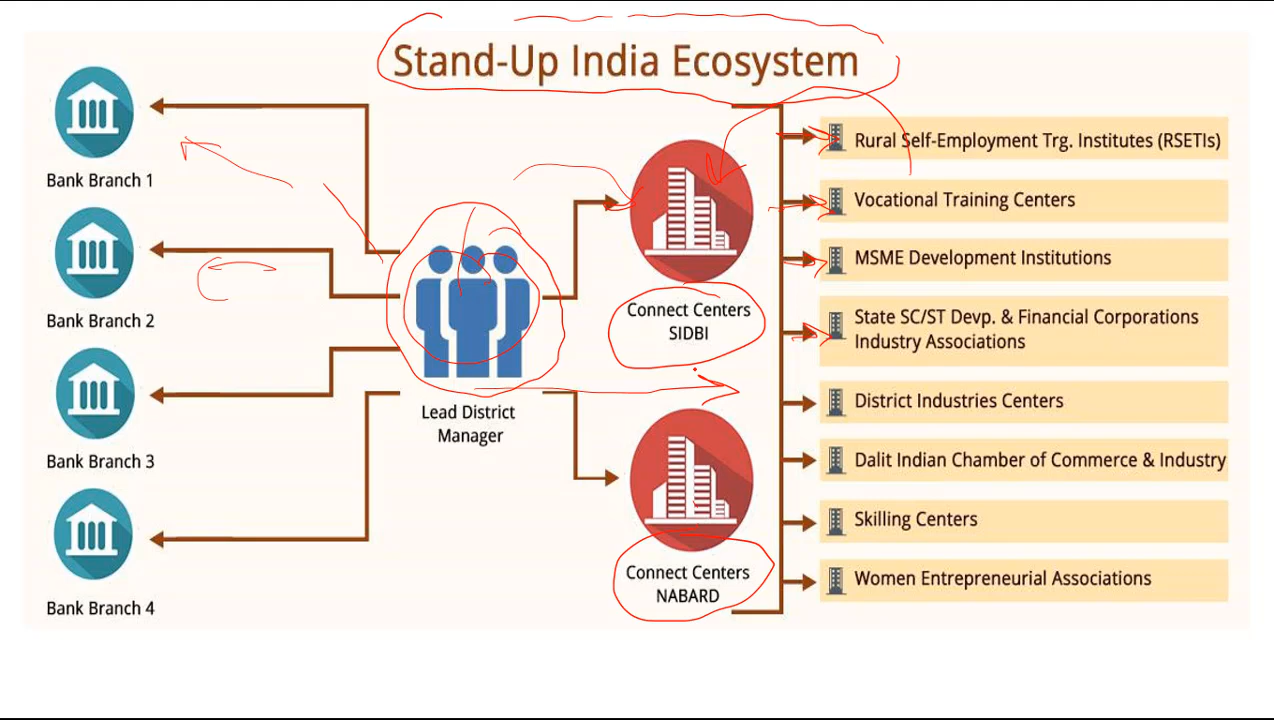 Stand-Up India Ecosystem
Bank Branch 1
Bank Branch 2
Bank Branch 3
Bank Branch 4
Lead District
Manager
Connect Centers
SIDBI
Connect Centers
NABARD
Rural Self-Employment Trg. Institutes (RSETIs)
Vocational Training Centers
MSME Development Institutions
State SC/ST Devp. & Financial Corporations
Industry Associations
District Industries Centers
Dalit Indian Chamber of Commerce & Industry
Skilling Centers
Women Entrepreneurial Associations